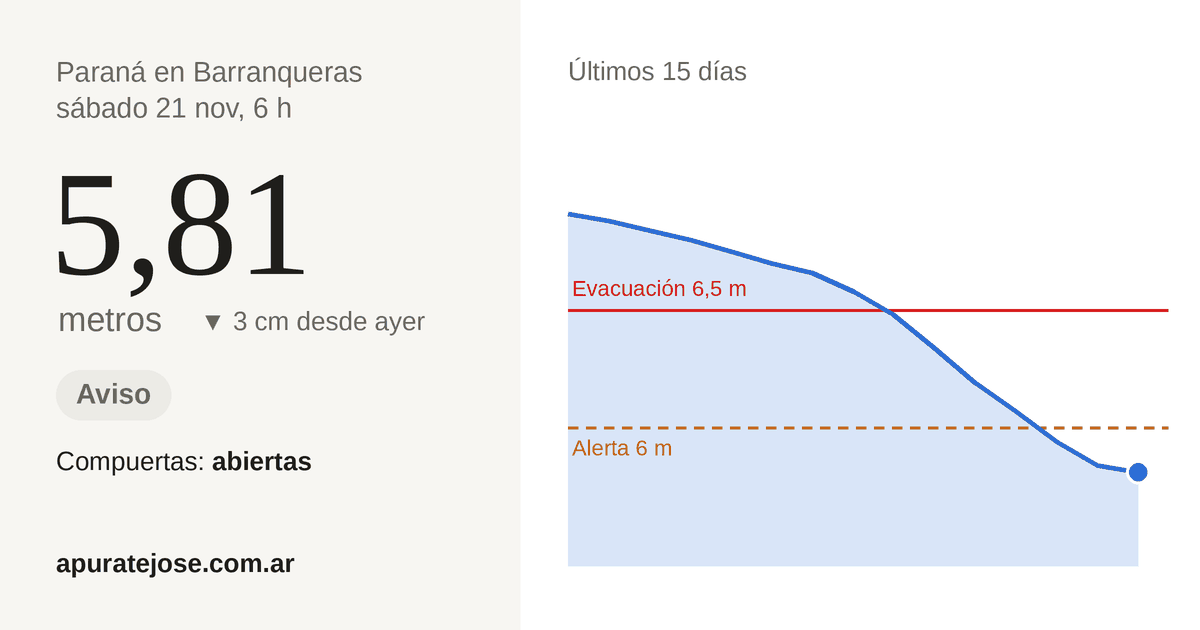 Paraná en Barranqueras
sábado 21 nov, 6 h
5,81
metros ▼ 3 cm desde ayer
Aviso
Compuertas: abiertas
apuratejose.com.ar
Últimos 15 días
Evacuación 6,5 m
Alerta 6 m